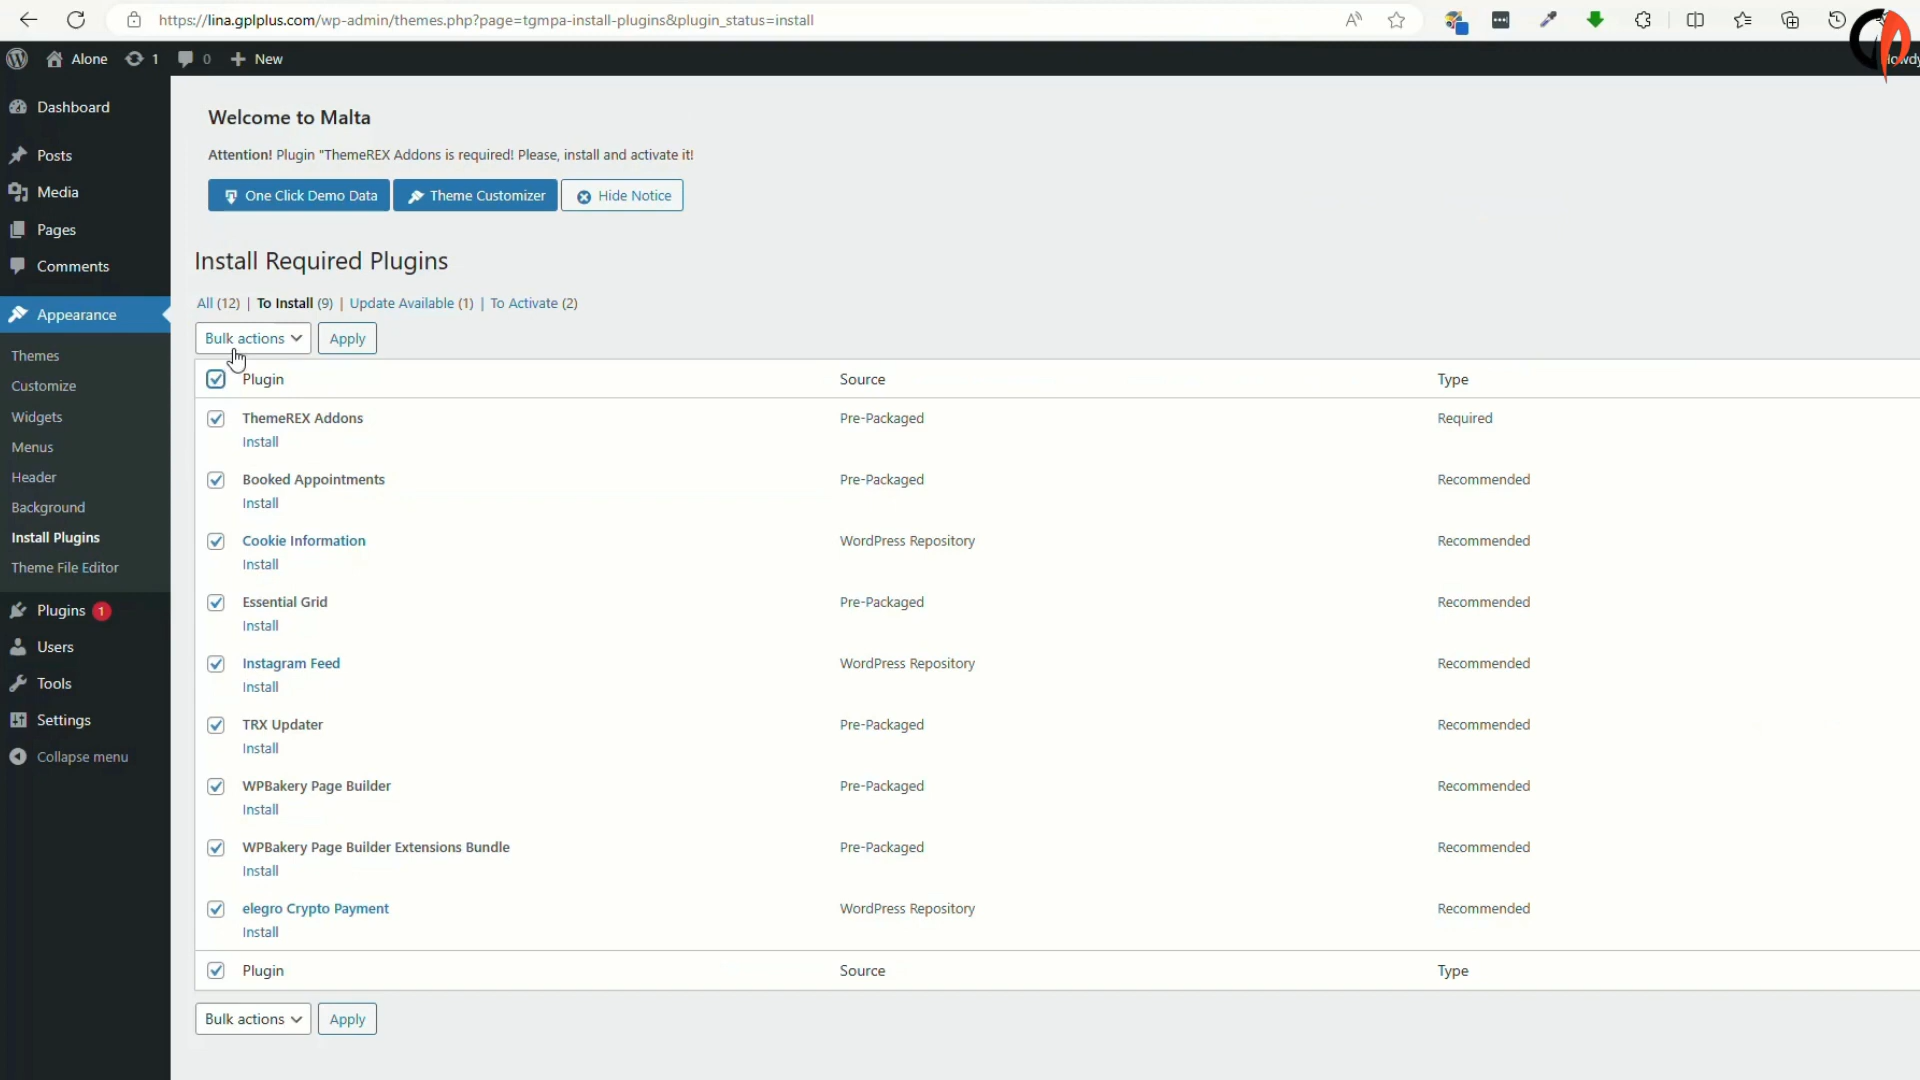 https://lina.gplplus.com/wp-admin/themes.php?page=tgmpa-install-plugins&plugin_status=install
Alone 1 0 New
Dashboard
Posts
Media
Pages
Comments
Appearance
Themes
Customize
Widgets
Menus
Header
Background
Install Plugins
Theme File Editor
Plugins 1
Users
Tools
Settings
Collapse menu
Welcome to Malta
Attention! Plugin "ThemeREX Addons is required! Please, install and activate it!
One Click Demo Data Theme Customizer Hide Notice
Install Required Plugins
All (12) | To Install (9) | Update Available (1) | To Activate (2)
Bulk actions Apply
Plugin Source Type
ThemeREX Addons Pre-Packaged Required
Install
Booked Appointments Pre-Packaged Recommended
Install
Cookie Information WordPress Repository Recommended
Install
Essential Grid Pre-Packaged Recommended
Install
Instagram Feed WordPress Repository Recommended
Install
TRX Updater Pre-Packaged Recommended
Install
WPBakery Page Builder Pre-Packaged Recommended
Install
WPBakery Page Builder Extensions Bundle Pre-Packaged Recommended
Install
elegro Crypto Payment WordPress Repository Recommended
Install
Plugin Source Type
Bulk actions Apply